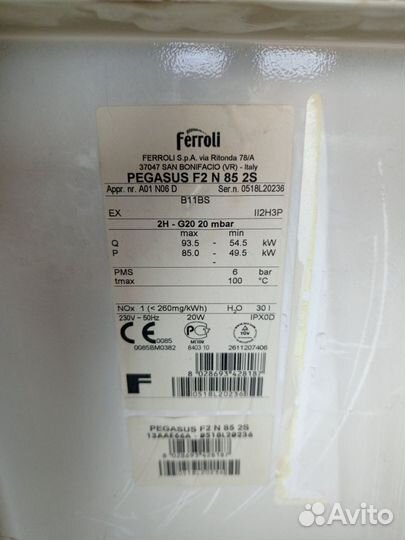 Ferroli
FERROLI S.p.A. via Ritonda 78/A
37047 SAN BONIFACIO (VR) - Italy
PEGASUS F2 N 85 2S
Appr. nr. A01 N06 D Ser.n. 0518L20236
B11BS
EX II2H3P
2H - G20 20 mbar
max min
Q 93.5 - 54.5 kW
P 85.0 - 49.5 kW
PMS 6 bar
tmax 100 °C
NOx 1 (< 260mg/kWh) H₂O 30 l
230V ~ 50Hz 20W IPX0D
CE 0085
0085BM0382 8403 10 2611207406
8 028693 428187
0518L20236
F
PEGASUS F2 N 85 2S
13AAE66A - 0518L20236
8 028693 428187
0518L20236
Avito